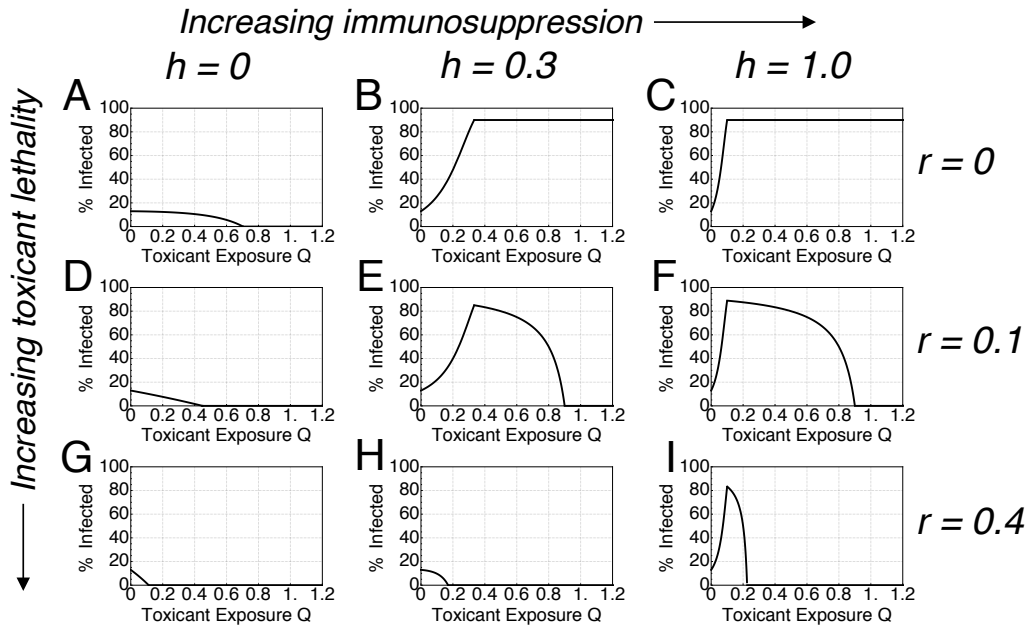 Increasing immunosuppression
h = 0 h = 0.3 h = 1.0
Increasing toxicant lethality
A
100
80
60
40
20
0
% Infected
0 0.2 0.4 0.6 0.8 1. 1.2
Toxicant Exposure Q
B
100
80
60
40
20
0
% Infected
0 0.2 0.4 0.6 0.8 1. 1.2
Toxicant Exposure Q
C
100
80
60
40
20
0
% Infected
0 0.2 0.4 0.6 0.8 1. 1.2
Toxicant Exposure Q
r = 0
D
100
80
60
40
20
0
% Infected
0 0.2 0.4 0.6 0.8 1. 1.2
Toxicant Exposure Q
E
100
80
60
40
20
0
% Infected
0 0.2 0.4 0.6 0.8 1. 1.2
Toxicant Exposure Q
F
100
80
60
40
20
0
% Infected
0 0.2 0.4 0.6 0.8 1. 1.2
Toxicant Exposure Q
r = 0.1
G
100
80
60
40
20
0
% Infected
0 0.2 0.4 0.6 0.8 1. 1.2
Toxicant Exposure Q
H
100
80
60
40
20
0
% Infected
0 0.2 0.4 0.6 0.8 1. 1.2
Toxicant Exposure Q
I
100
80
60
40
20
0
% Infected
0 0.2 0.4 0.6 0.8 1. 1.2
Toxicant Exposure Q
r = 0.4